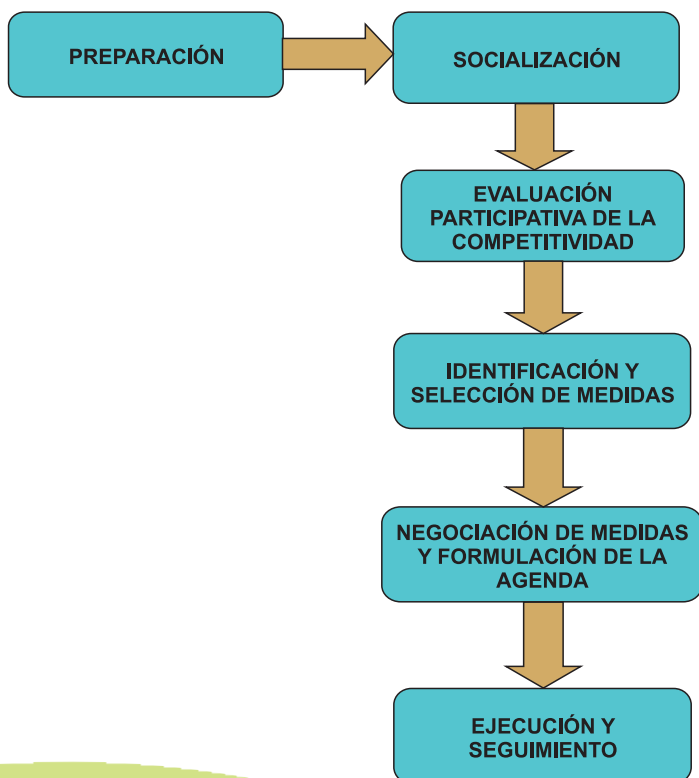 PREPARACIÓN
SOCIALIZACIÓN
EVALUACIÓN
PARTICIPATIVA DE LA
COMPETITIVIDAD
IDENTIFICACIÓN Y
SELECCIÓN DE MEDIDAS
NEGOCIACIÓN DE MEDIDAS
Y FORMULACIÓN DE LA
AGENDA
EJECUCIÓN Y
SEGUIMIENTO